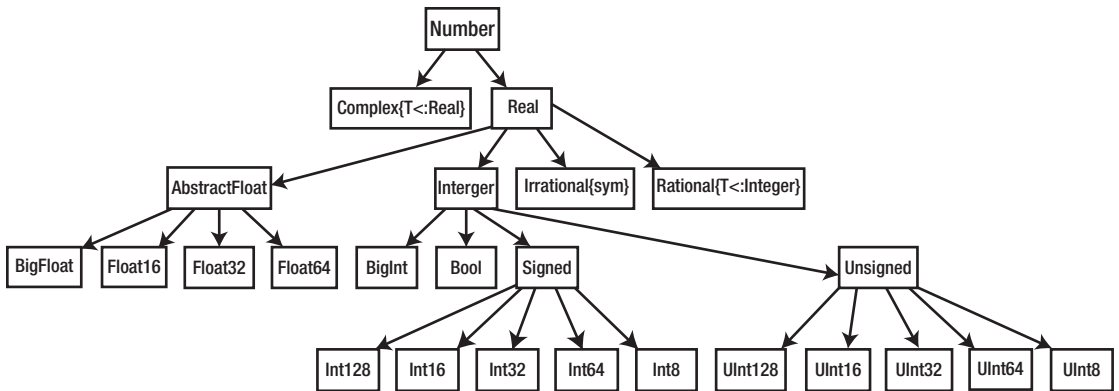 Number
Complex{T<:Real}
Real
AbstractFloat
Interger
Irrational{sym}
Rational{T<:Integer}
BigFloat
Float16
Float32
Float64
BigInt
Bool
Signed
Unsigned
Int128
Int16
Int32
Int64
Int8
UInt128
UInt16
UInt32
UInt64
UInt8